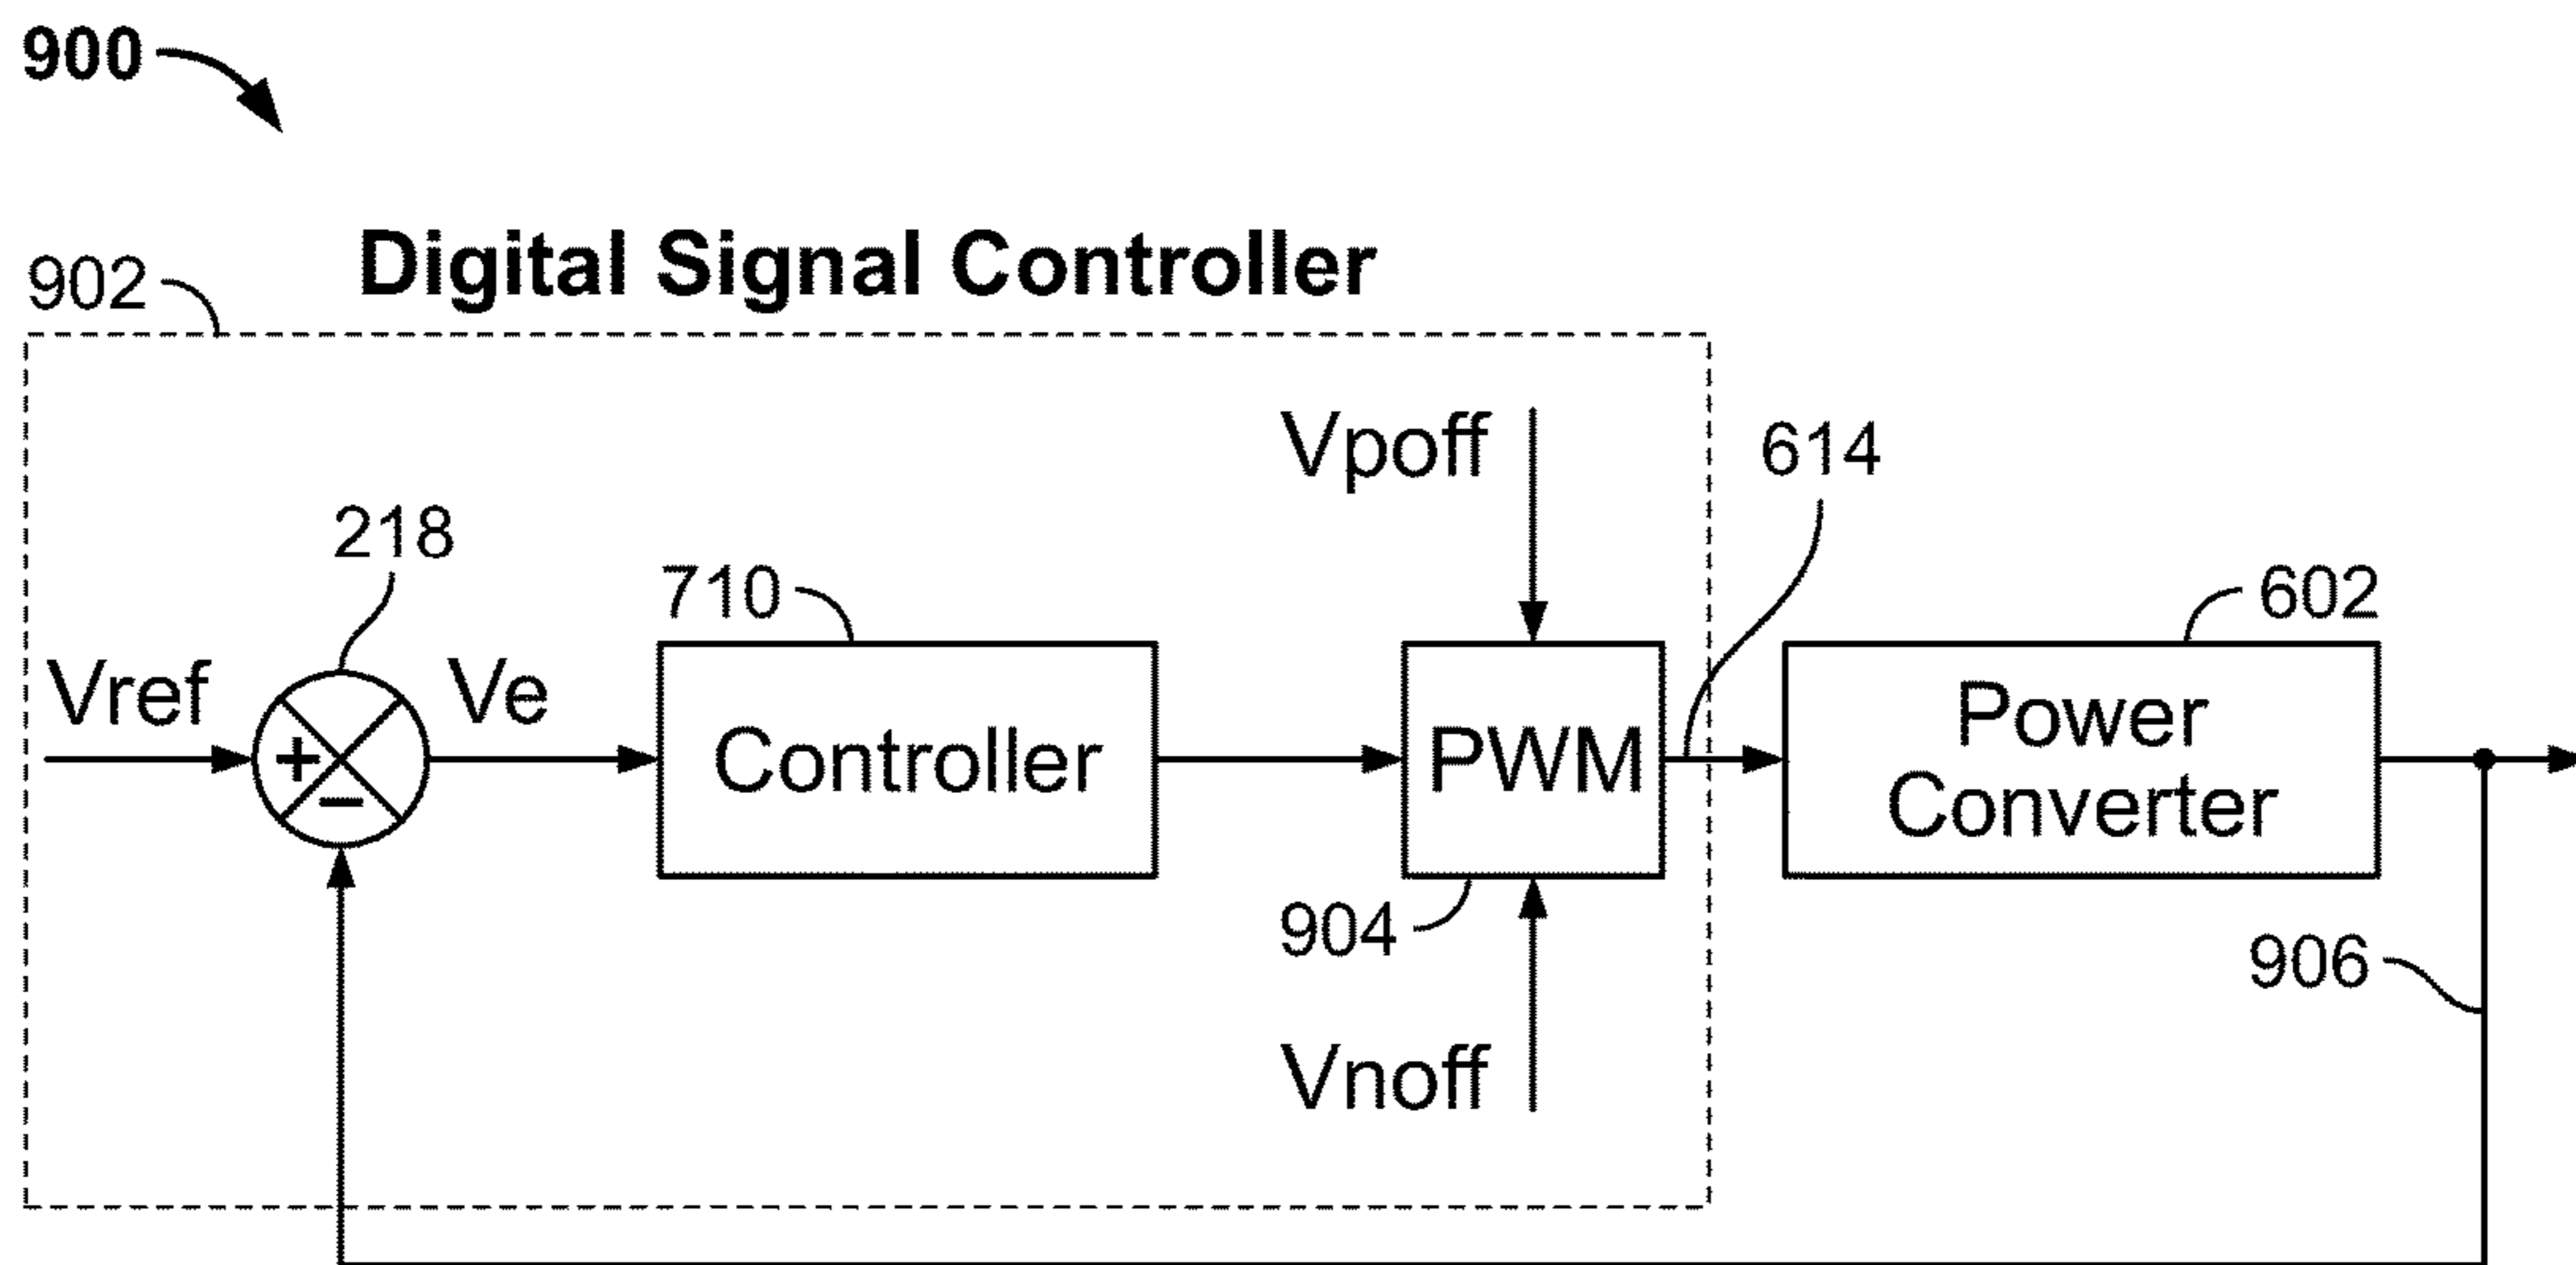 900
902
Digital Signal Controller
Vpoff
614
218
710
602
Vref
Ve
+
−
Controller
PWM
Power
Converter
904
906
Vnoff